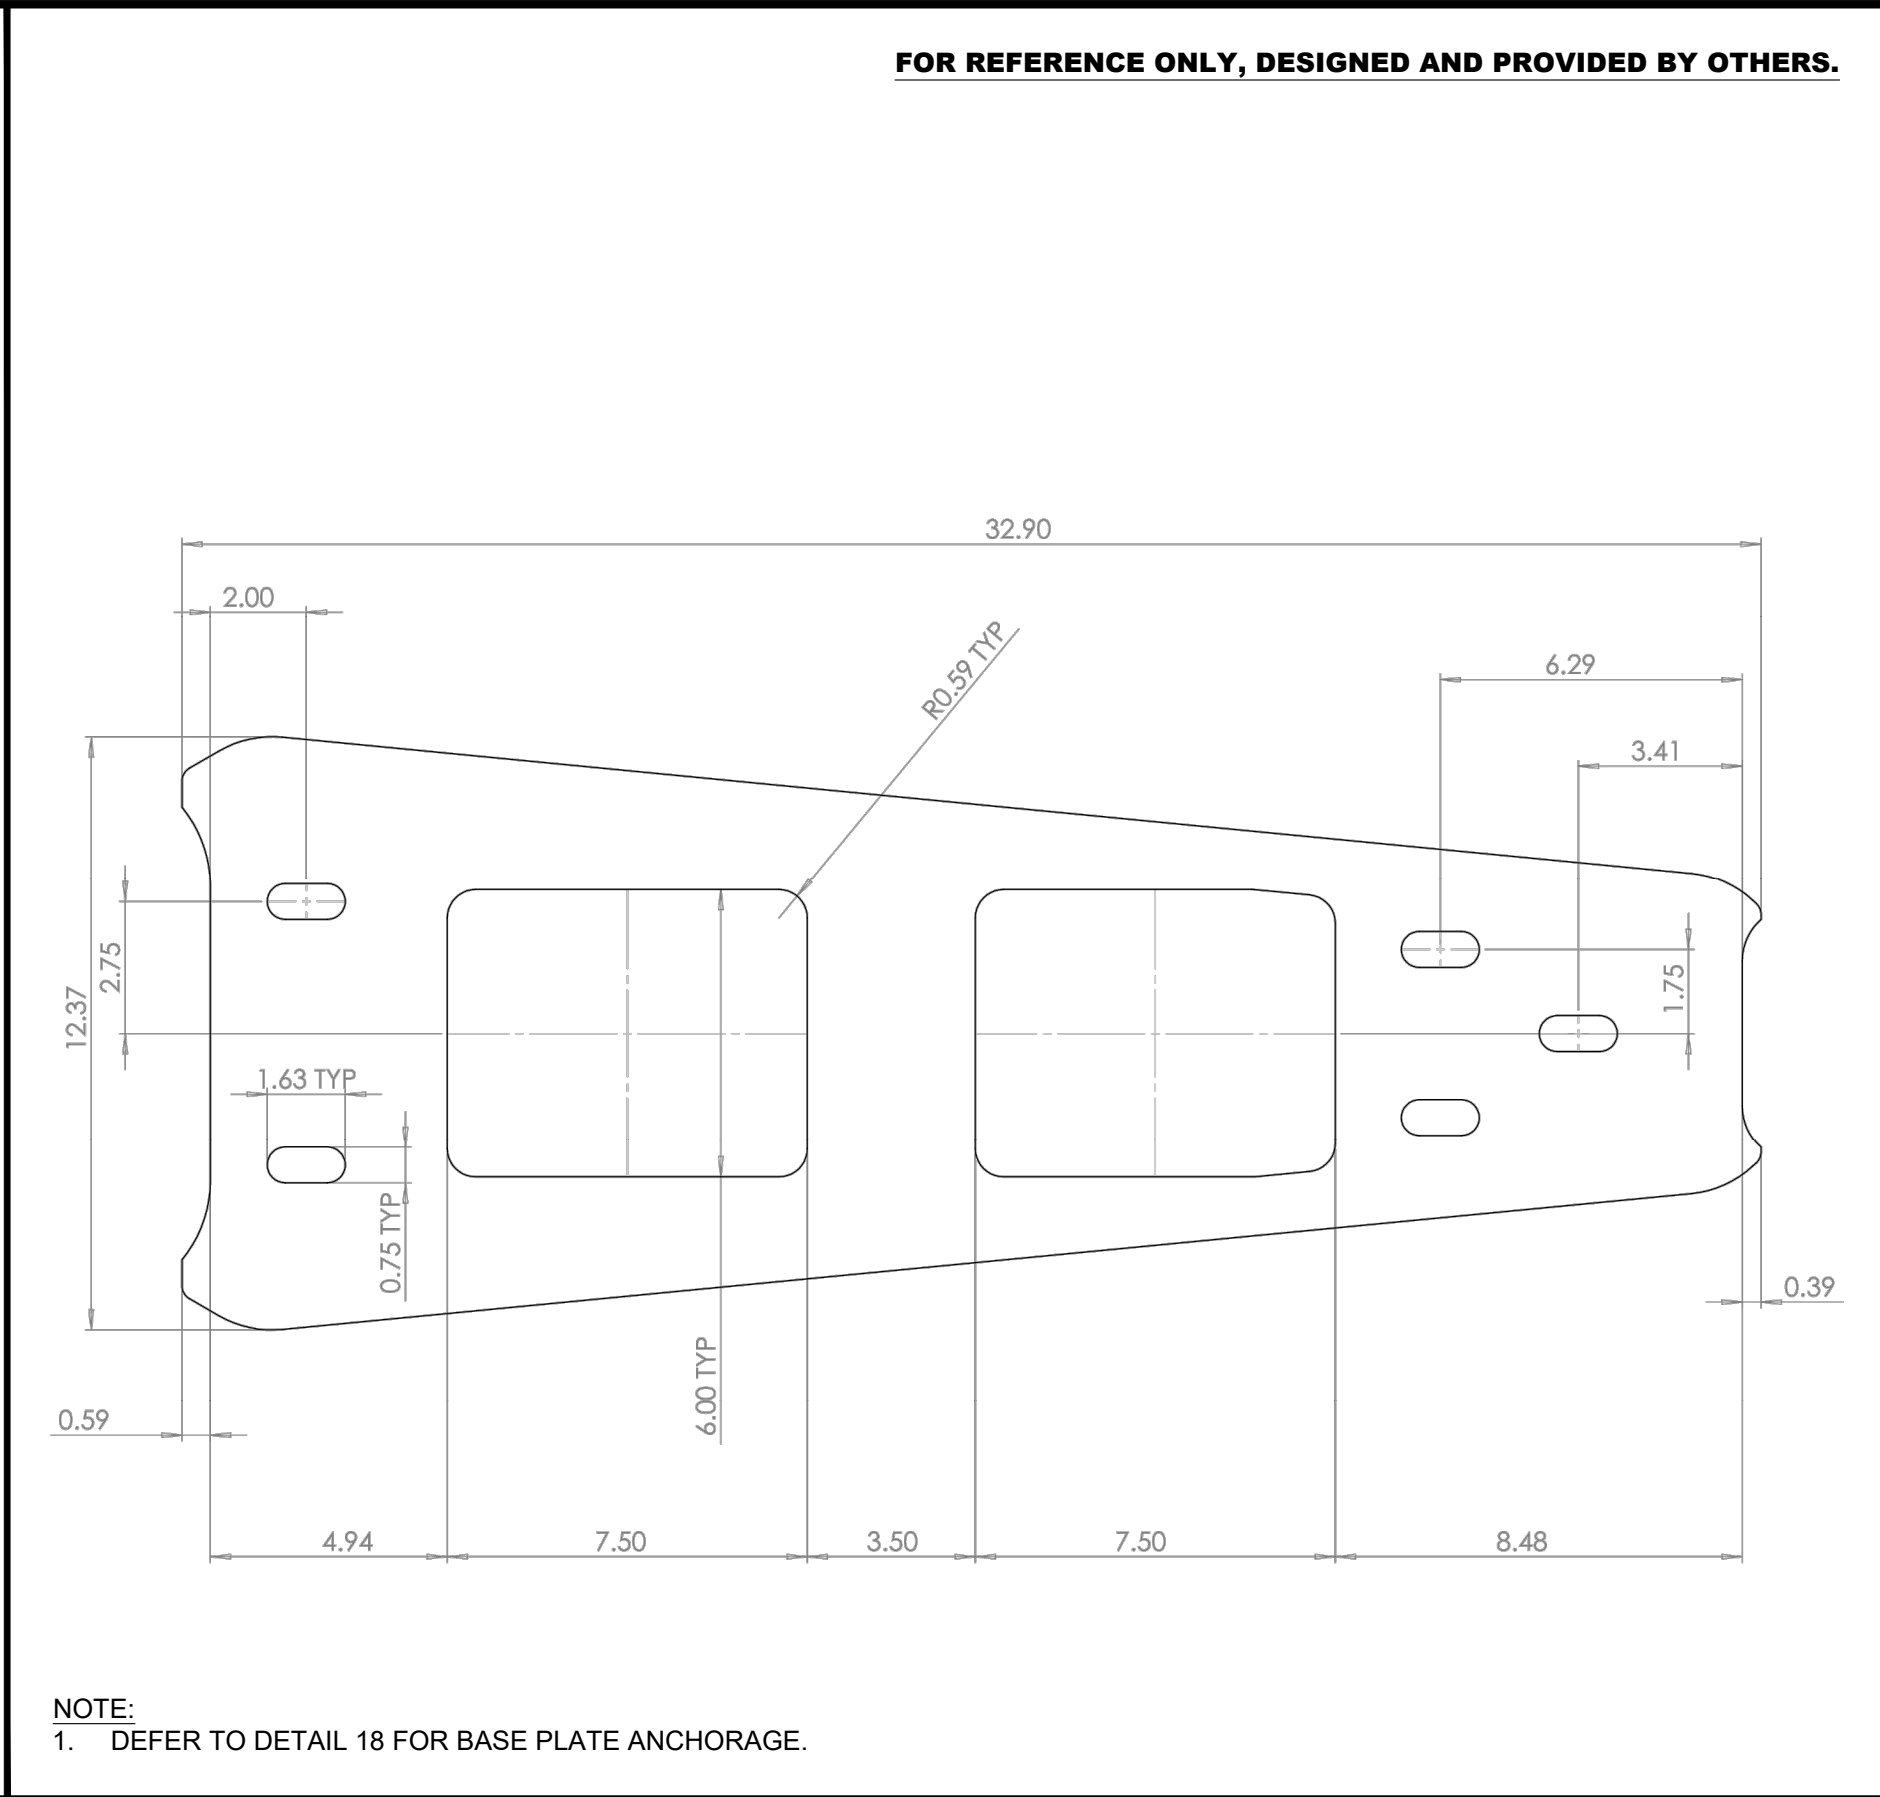 FOR REFERENCE ONLY, DESIGNED AND PROVIDED BY OTHERS.
32.90
2.00
R0.59 TYP
6.29
3.41
2.75
12.37
1.75
1.63 TYP
0.75 TYP
6.00 TYP
0.39
0.59
4.94
7.50
3.50
7.50
8.48
NOTE:
1. DEFER TO DETAIL 18 FOR BASE PLATE ANCHORAGE.